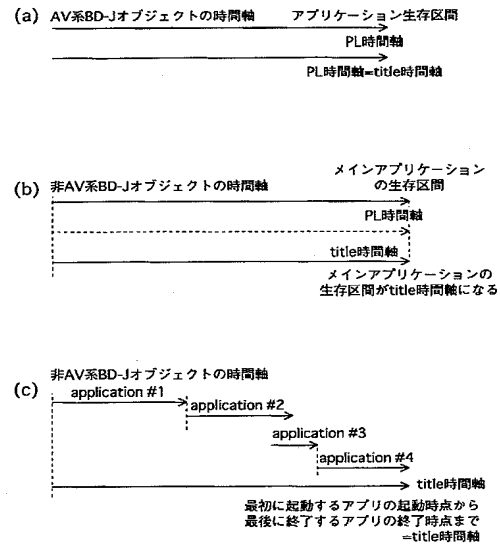 (a) AV系BD-Jオブジェクトの時間軸 アプリケーション生存区間
PL時間軸
PL時間軸=title時間軸
(b) 非AV系BD-Jオブジェクトの時間軸
メインアプリケーション
の生存区間
PL時間軸
title時間軸
メインアプリケーションの
生存区間がtitle時間軸になる
(c) 非AV系BD-Jオブジェクトの時間軸
application #1
application #2
application #3
application #4
title時間軸
最初に起動するアプリの起動時点から
最後に終了するアプリの終了時点まで
=title時間軸